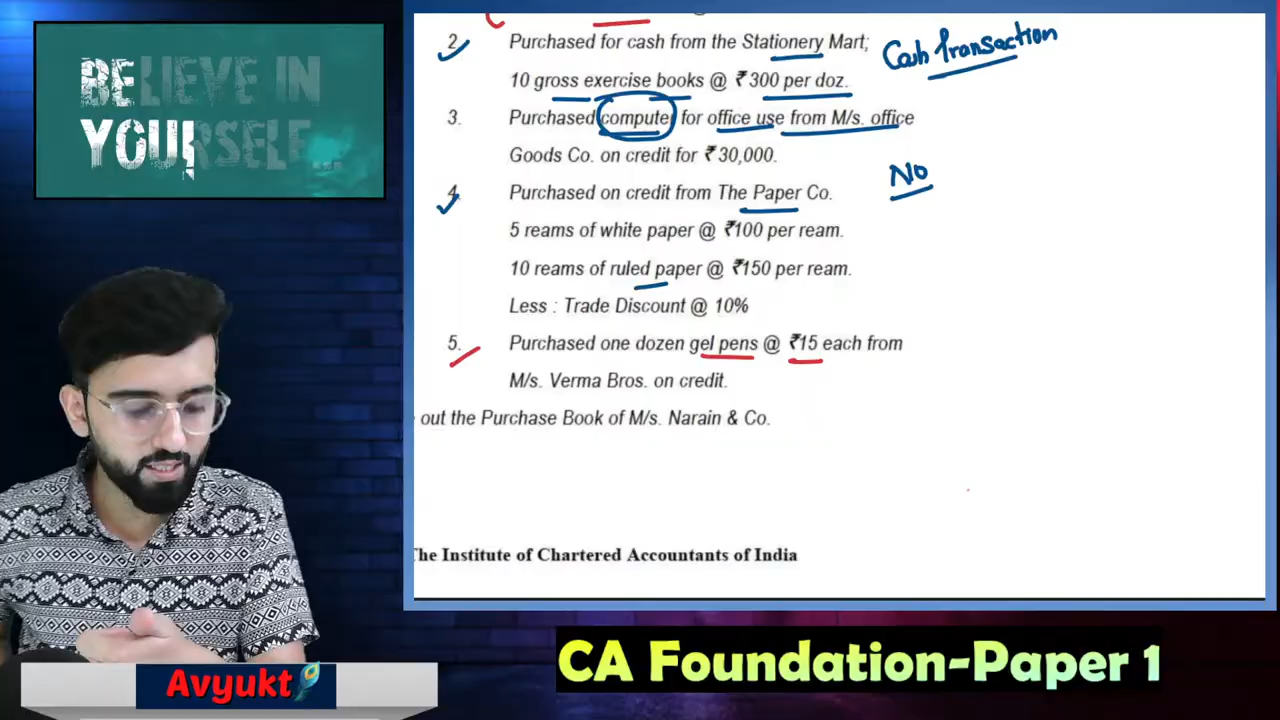 BELIEVE IN
YOURSELF...
2. Purchased for cash from the Stationery Mart;
Cash Transaction
10 gross exercise books @ ₹ 300 per doz.
3. Purchased computer for office use from M/s. office
Goods Co. on credit for ₹ 30,000.
No
4. Purchased on credit from The Paper Co.
5 reams of white paper @ ₹100 per ream.
10 reams of ruled paper @ ₹150 per ream.
Less : Trade Discount @ 10%
5. Purchased one dozen gel pens @ ₹15 each from
M/s. Verma Bros. on credit.
out the Purchase Book of M/s. Narain & Co.
The Institute of Chartered Accountants of India
Avyukt
CA Foundation-Paper 1